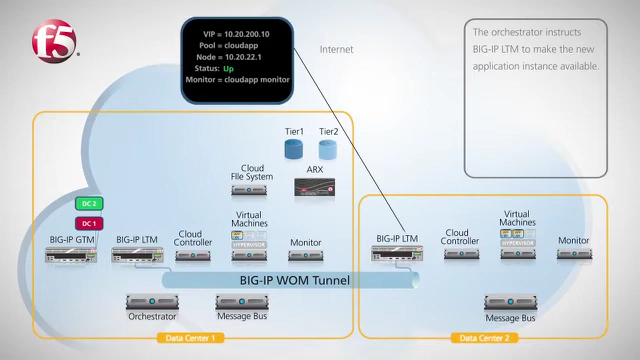 f5
VIP = 10.20.200.10
Pool = cloudapp
Node = 10.20.22.1
Status: Up
Monitor = cloudapp monitor
Internet
The orchestrator instructs
BIG-IP LTM to make the new
application instance available.
Tier1
Tier2
Cloud
File System
ARX
DC 2
DC 1
BIG-IP GTM
BIG-IP LTM
Cloud
Controller
Virtual
Machines
HYPERVISOR
Monitor
BIG-IP LTM
Cloud
Controller
Virtual
Machines
HYPERVISOR
Monitor
BIG-IP WOM Tunnel
Orchestrator
Message Bus
Message Bus
Data Center 1
Data Center 2